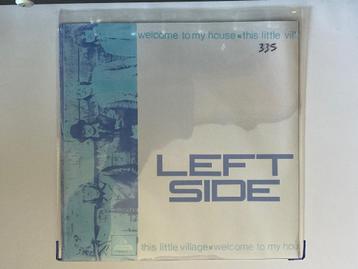 welcome to my house•this little vil
335
LEFT
SIDE
this little village•welcome to my hou